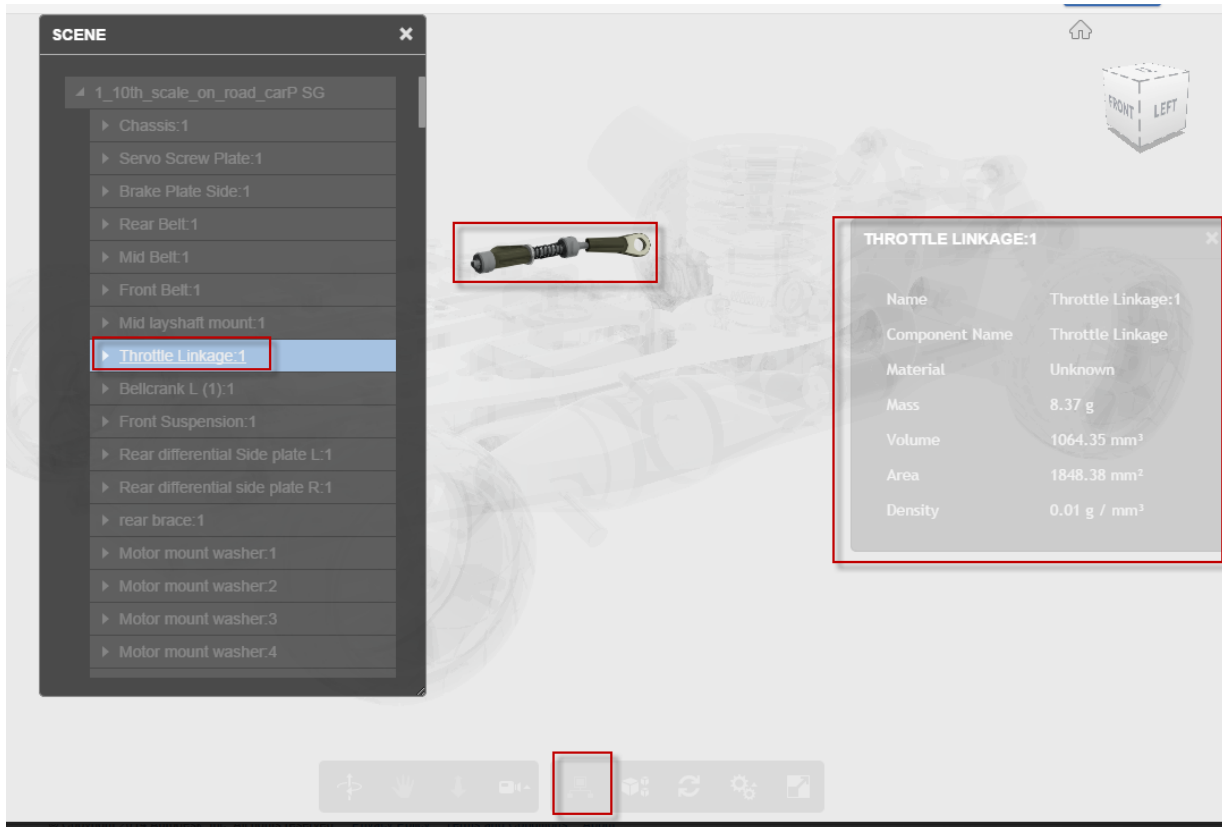 SCENE
1_10th_scale_on_road_carP SG
Chassis:1
Servo Screw Plate:1
Brake Plate Side:1
Rear Belt:1
Mid Belt:1
Front Belt:1
Mid layshaft mount:1
Throttle Linkage:1
Bellcrank L (1):1
Front Suspension:1
Rear differential Side plate L:1
Rear differential side plate R:1
rear brace:1
Motor mount washer:1
Motor mount washer:2
Motor mount washer:3
Motor mount washer:4
FRONT
LEFT
THROTTLE LINKAGE:1
Name Throttle Linkage:1
Component Name Throttle Linkage
Material Unknown
Mass 8.37 g
Volume 1064.35 mm³
Area 1848.38 mm²
Density 0.01 g / mm³